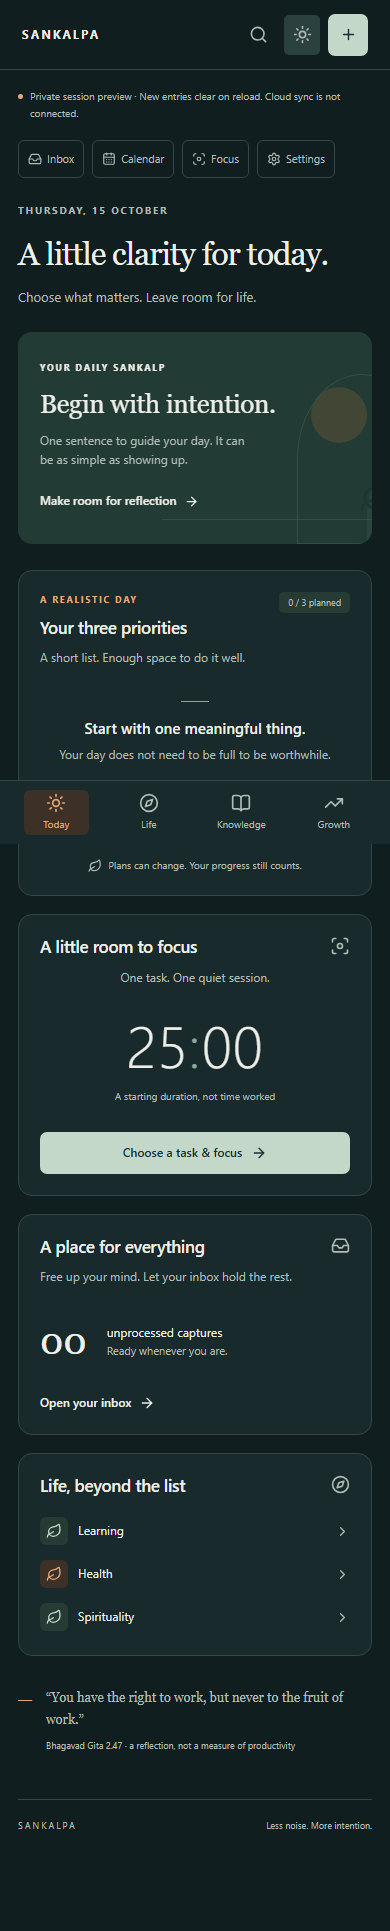 SANKALPA
Private session preview · New entries clear on reload. Cloud sync is not
connected.
Inbox
Calendar
Focus
Settings
THURSDAY, 15 OCTOBER
A little clarity for today.
Choose what matters. Leave room for life.
YOUR DAILY SANKALP
Begin with intention.
One sentence to guide your day. It can
be as simple as showing up.
Make room for reflection
A REALISTIC DAY
0 / 3 planned
Your three priorities
A short list. Enough space to do it well.
Start with one meaningful thing.
Your day does not need to be full to be worthwhile.
Today
Life
Knowledge
Growth
Plans can change. Your progress still counts.
A little room to focus
One task. One quiet session.
25:00
A starting duration, not time worked
Choose a task & focus
A place for everything
Free up your mind. Let your inbox hold the rest.
00
unprocessed captures
Ready whenever you are.
Open your inbox
Life, beyond the list
Learning
Health
Spirituality
“You have the right to work, but never to the fruit of
work.”
Bhagavad Gita 2.47 · a reflection, not a measure of productivity
SANKALPA
Less noise. More intention.